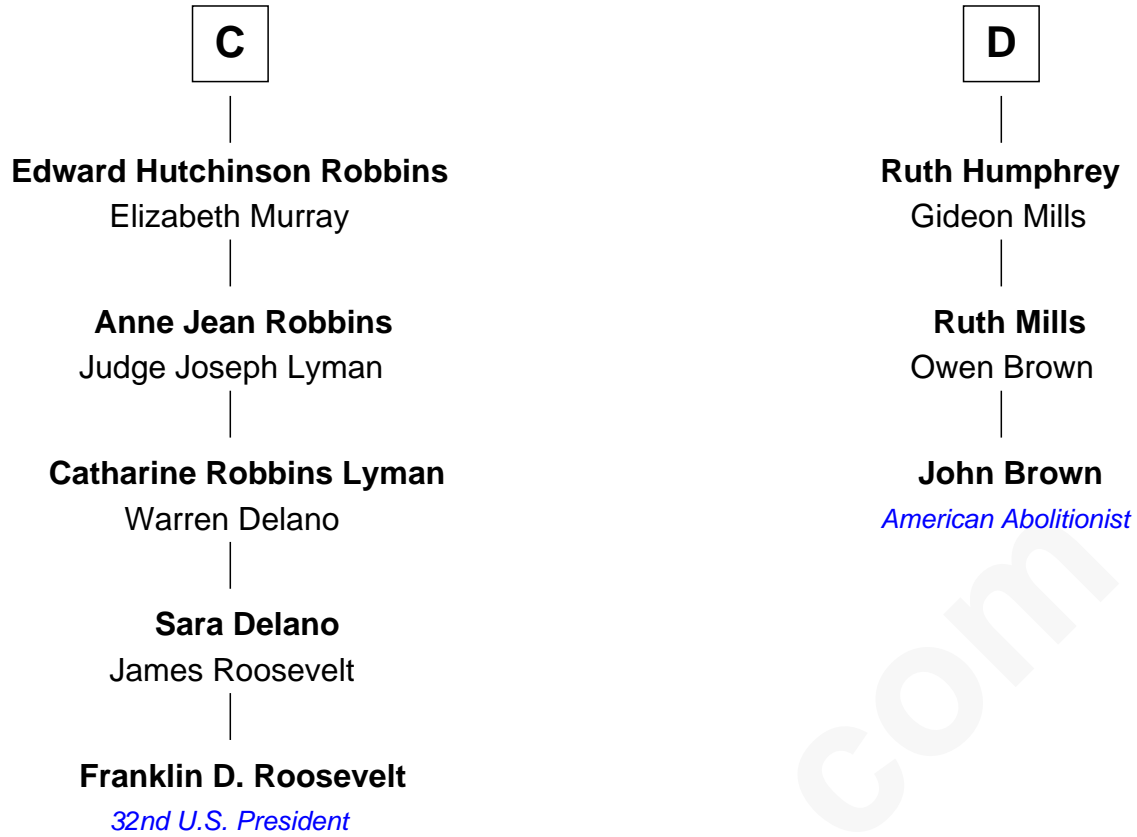 C
Edward Hutchinson Robbins
Elizabeth Murray
Anne Jean Robbins
Judge Joseph Lyman
Catharine Robbins Lyman
Warren Delano
Sara Delano
James Roosevelt
Franklin D. Roosevelt
32nd U.S. President
D
Ruth Humphrey
Gideon Mills
Ruth Mills
Owen Brown
John Brown
American Abolitionist
com